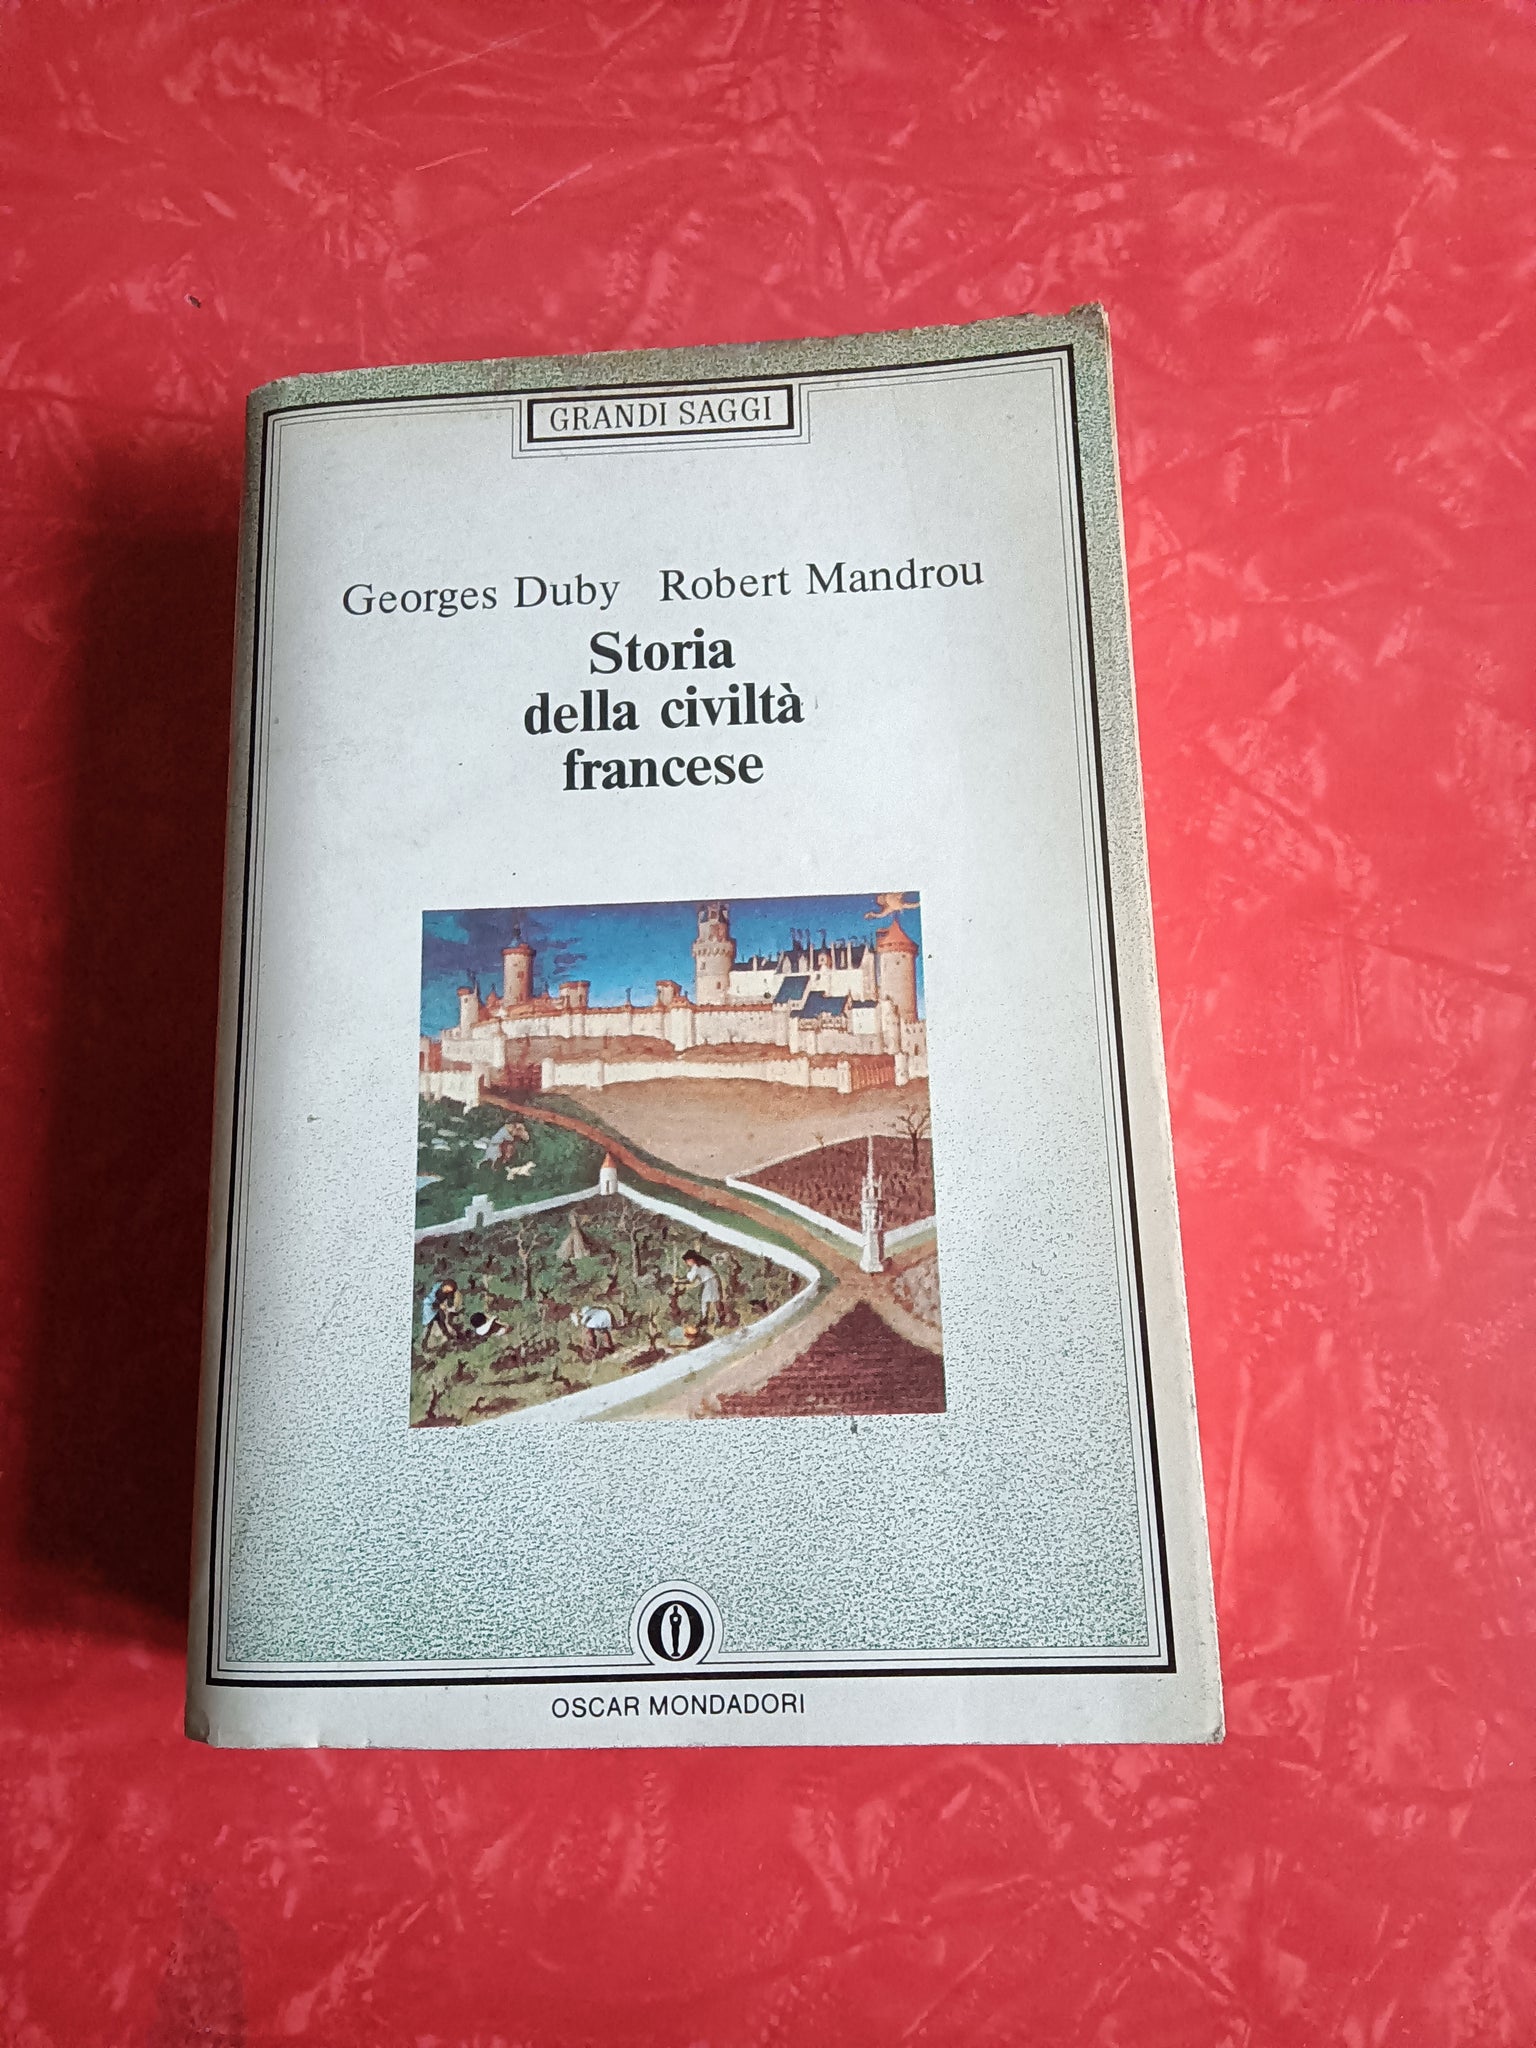 GRANDI SAGGI
Georges Duby Robert Mandrou
Storia
della civiltà
francese
OSCAR MONDADORI